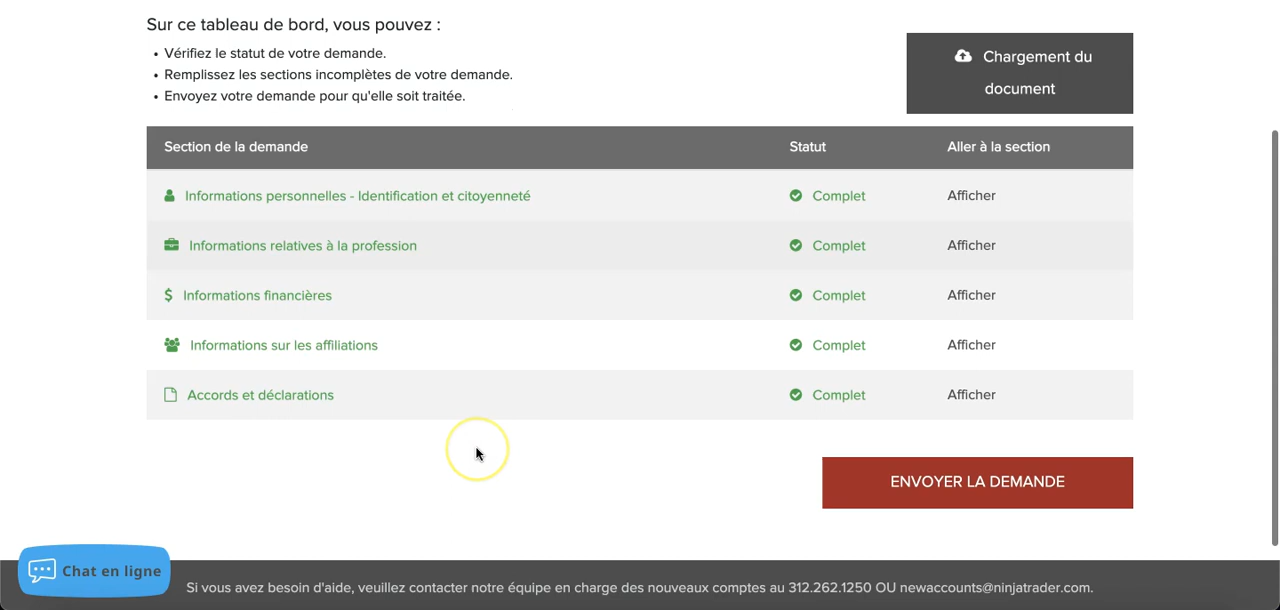 Sur ce tableau de bord, vous pouvez :
• Vérifiez le statut de votre demande.
• Remplissez les sections incomplètes de votre demande.
• Envoyez votre demande pour qu'elle soit traitée.
Chargement du
document
Section de la demande Statut Aller à la section
Informations personnelles - Identification et citoyenneté Complet Afficher
Informations relatives à la profession Complet Afficher
Informations financières Complet Afficher
Informations sur les affiliations Complet Afficher
Accords et déclarations Complet Afficher
ENVOYER LA DEMANDE
Chat en ligne
Si vous avez besoin d'aide, veuillez contacter notre équipe en charge des nouveaux comptes au 312.262.1250 OU newaccounts@ninjatrader.com.